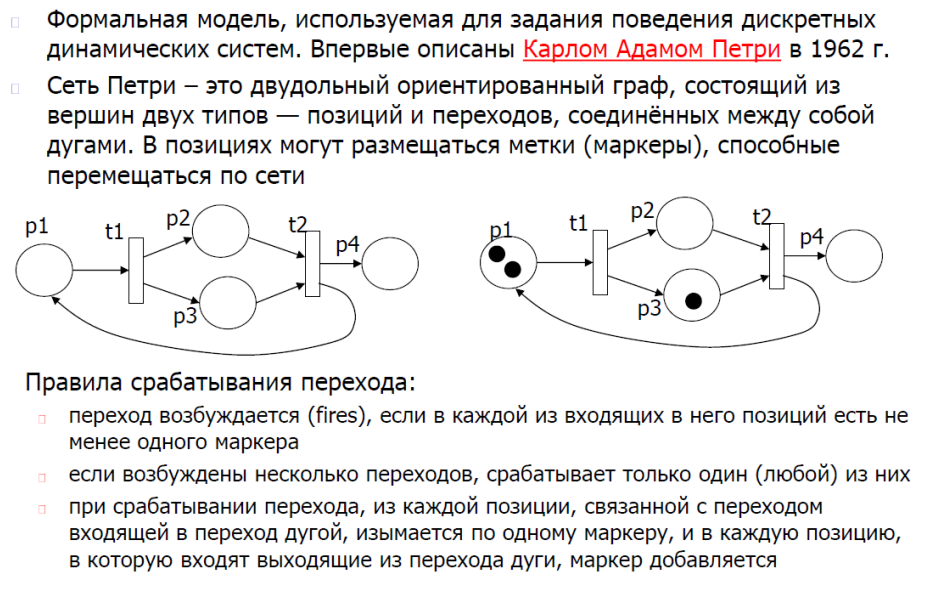 Формальная модель, используемая для задания поведения дискретных
динамических систем. Впервые описаны Карлом Адамом Петри в 1962 г.
Сеть Петри – это двудольный ориентированный граф, состоящий из
вершин двух типов — позиций и переходов, соединённых между собой
дугами. В позициях могут размещаться метки (маркеры), способные
перемещаться по сети
p1
t1
p2
t2
p4
p3
p1
t1
p2
t2
p4
p3
Правила срабатывания перехода:
переход возбуждается (fires), если в каждой из входящих в него позиций есть не
менее одного маркера
если возбуждены несколько переходов, срабатывает только один (любой) из них
при срабатывании перехода, из каждой позиции, связанной с переходом
входящей в переход дугой, изымается по одному маркеру, и в каждую позицию,
в которую входят выходящие из перехода дуги, маркер добавляется